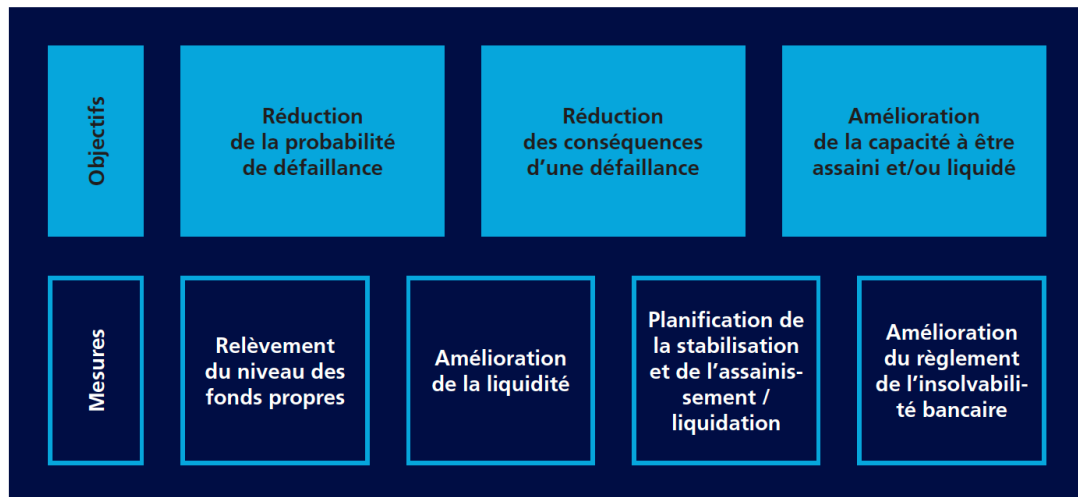 Objectifs
Réduction
de la probabilité
de défaillance
Réduction
des conséquences
d’une défaillance
Amélioration
de la capacité à être
assaini et/ou liquidé
Mesures
Relèvement
du niveau des
fonds propres
Amélioration
de la liquidité
Planification de
la stabilisation
et de l’assainis-
sement /
liquidation
Amélioration
du règlement
de l’insolvabili-
té bancaire